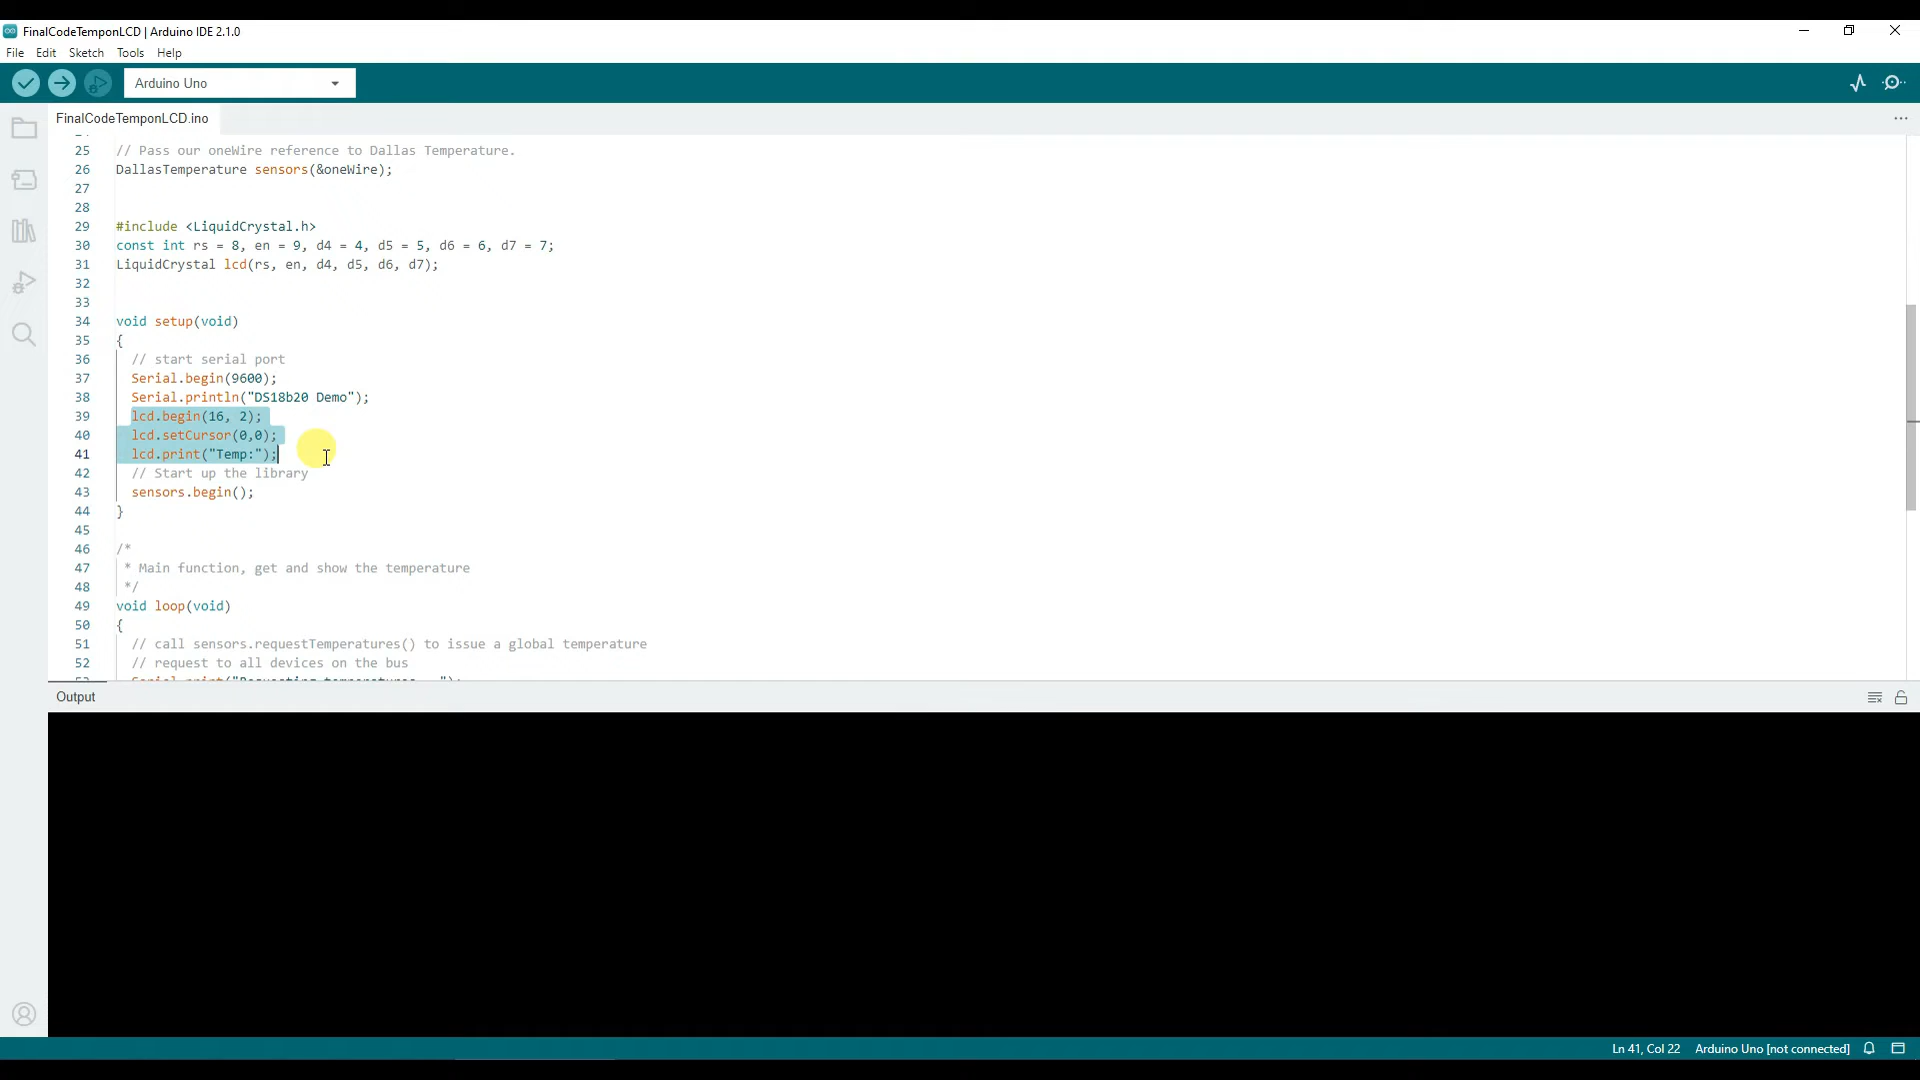 FinalCodeTemponLCD | Arduino IDE 2.1.0
File Edit Sketch Tools Help
Arduino Uno
FinalCodeTemponLCD.ino
25 // Pass our oneWire reference to Dallas Temperature.
26 DallasTemperature sensors(&oneWire);
27
28
29 #include <LiquidCrystal.h>
30 const int rs = 8, en = 9, d4 = 4, d5 = 5, d6 = 6, d7 = 7;
31 LiquidCrystal lcd(rs, en, d4, d5, d6, d7);
32
33
34 void setup(void)
35 {
36 // start serial port
37 Serial.begin(9600);
38 Serial.println("DS18b20 Demo");
39 lcd.begin(16, 2);
40 lcd.setCursor(0,0);
41 lcd.print("Temp:");
42 // Start up the library
43 sensors.begin();
44 }
45
46 /*
47 * Main function, get and show the temperature
48 */
49 void loop(void)
50 {
51 // call sensors.requestTemperatures() to issue a global temperature
52 // request to all devices on the bus
Output
Ln 41, Col 22 Arduino Uno [not connected]